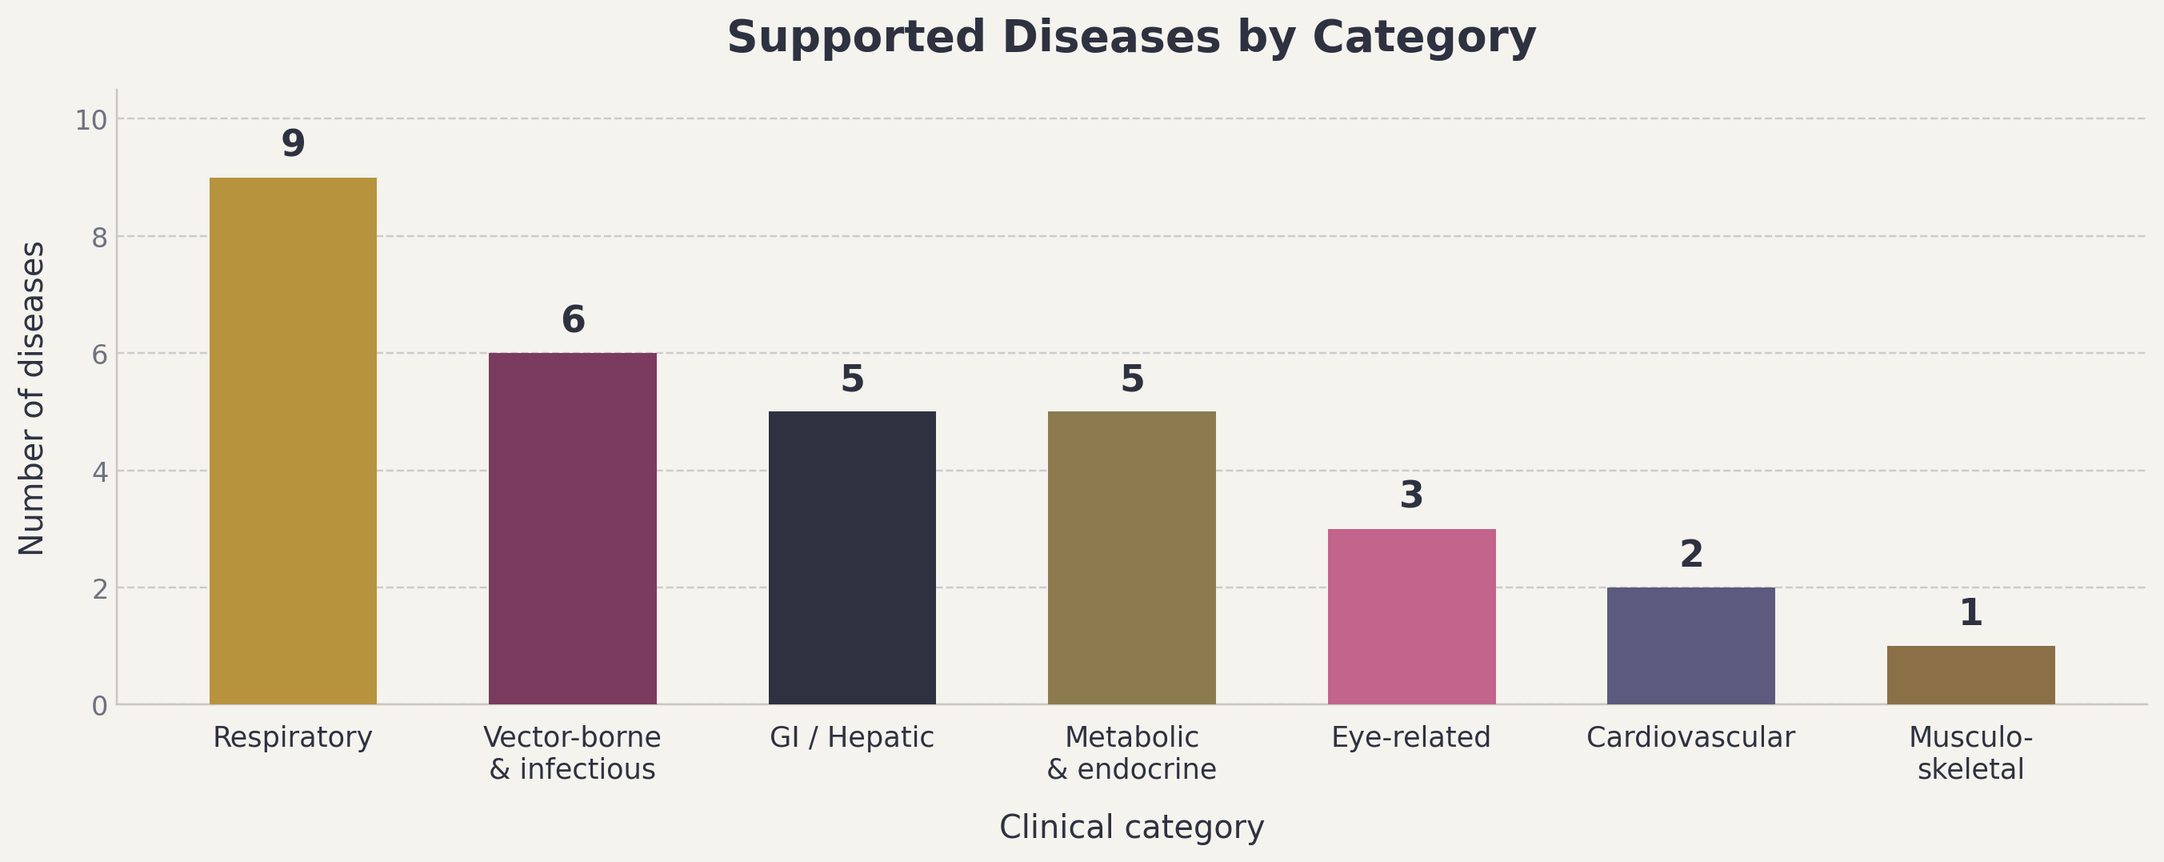 Supported Diseases by Category
Number of diseases
10
8
6
4
2
0
9
6
5
5
3
2
1
Respiratory
Vector-borne
& infectious
GI / Hepatic
Metabolic
& endocrine
Eye-related
Cardiovascular
Musculo-
skeletal
Clinical category